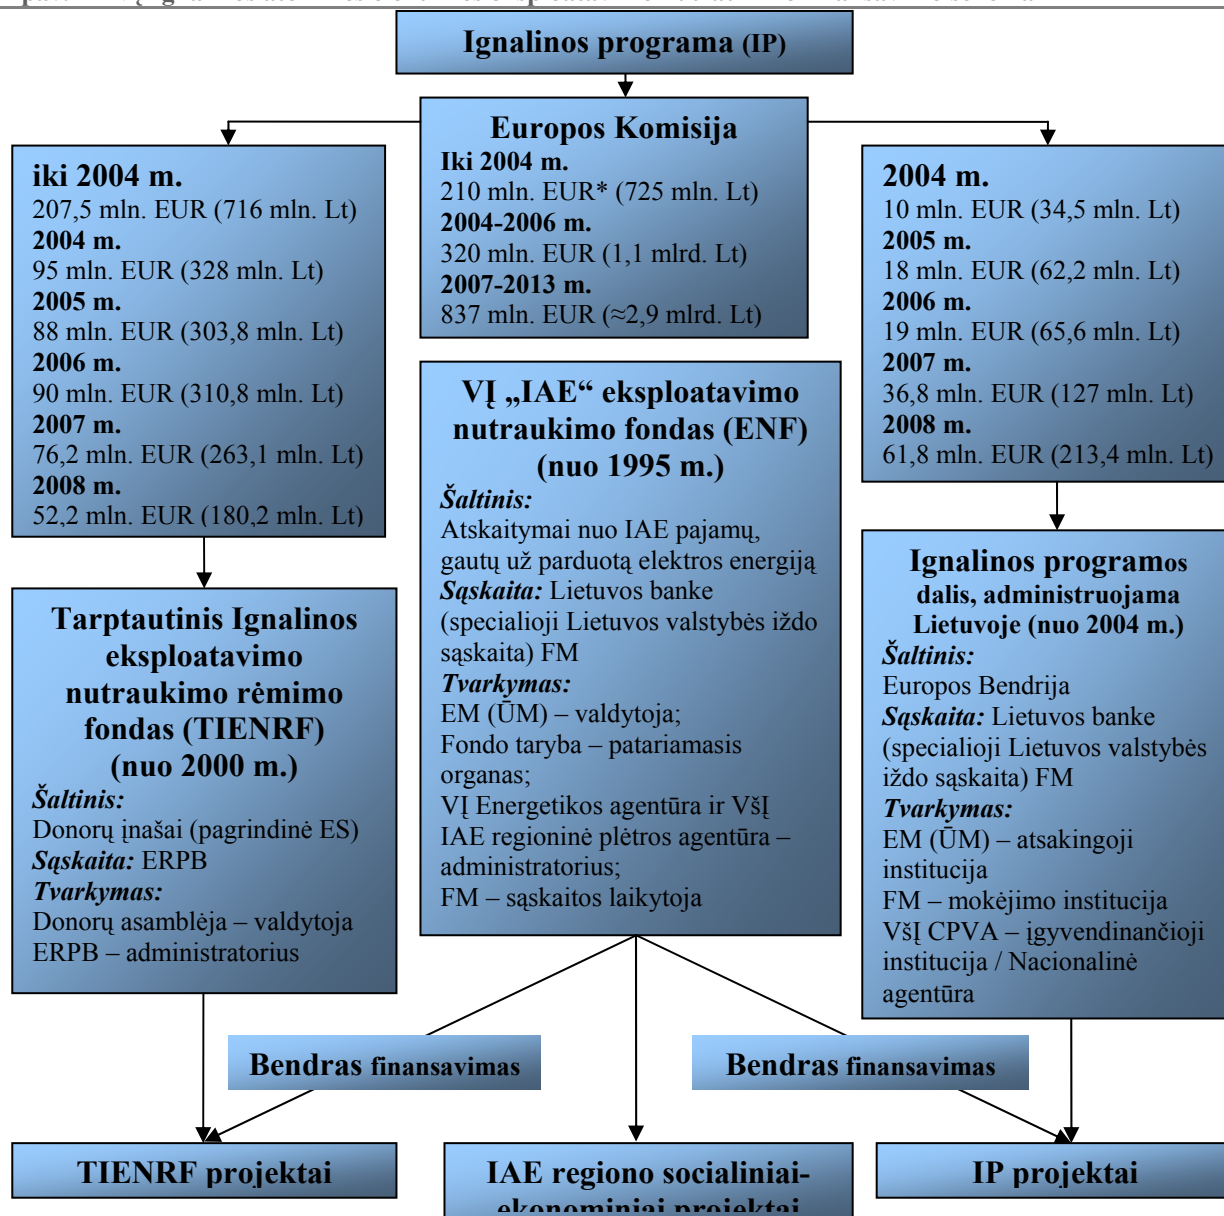 Ignalinos programa (IP)
Europos Komisija
Iki 2004 m.
210 mln. EUR* (725 mln. Lt)
2004-2006 m.
320 mln. EUR (1,1 mlrd. Lt)
2007-2013 m.
837 mln. EUR (≈2,9 mlrd. Lt)
iki 2004 m.
207,5 mln. EUR (716 mln. Lt)
2004 m.
95 mln. EUR (328 mln. Lt)
2005 m.
88 mln. EUR (303,8 mln. Lt)
2006 m.
90 mln. EUR (310,8 mln. Lt)
2007 m.
76,2 mln. EUR (263,1 mln. Lt)
2008 m.
52,2 mln. EUR (180,2 mln. Lt)
2004 m.
10 mln. EUR (34,5 mln. Lt)
2005 m.
18 mln. EUR (62,2 mln. Lt)
2006 m.
19 mln. EUR (65,6 mln. Lt)
2007 m.
36,8 mln. EUR (127 mln. Lt)
2008 m.
61,8 mln. EUR (213,4 mln. Lt)
Tarptautinis Ignalinos
eksploatavimo
nutraukimo rėmimo
fondas (TIENRF)
(nuo 2000 m.)
Šaltinis:
Donorų įnašai (pagrindinė ES)
Sąskaita: ERPB
Tvarkymas:
Donorų asamblėja – valdytoja
ERPB – administratorius
VĮ „IAE“ eksploatavimo
nutraukimo fondas (ENF)
(nuo 1995 m.)
Šaltinis:
Atskaitymai nuo IAE pajamų,
gautų už parduotą elektros energiją
Sąskaita: Lietuvos banke
(specialioji Lietuvos valstybės iždo
sąskaita) FM
Tvarkymas:
EM (ŪM) – valdytoja;
Fondo taryba – patariamasis
organas;
VĮ Energetikos agentūra ir VšĮ
IAE regioninė plėtros agentūra –
administratorius;
FM – sąskaitos laikytoja
Ignalinos programos
dalis, administruojama
Lietuvoje (nuo 2004 m.)
Šaltinis:
Europos Bendrija
Sąskaita: Lietuvos banke
(specialioji Lietuvos valstybės
iždo sąskaita) FM
Tvarkymas:
EM (ŪM) – atsakingoji
institucija
FM – mokėjimo institucija
VšĮ CPVA – įgyvendinančioji
institucija / Nacionalinė
agentūra
Bendras finansavimas
Bendras finansavimas
TIENRF projektai
IAE regiono socialiniai-
ekonominiai projektai
IP projektai